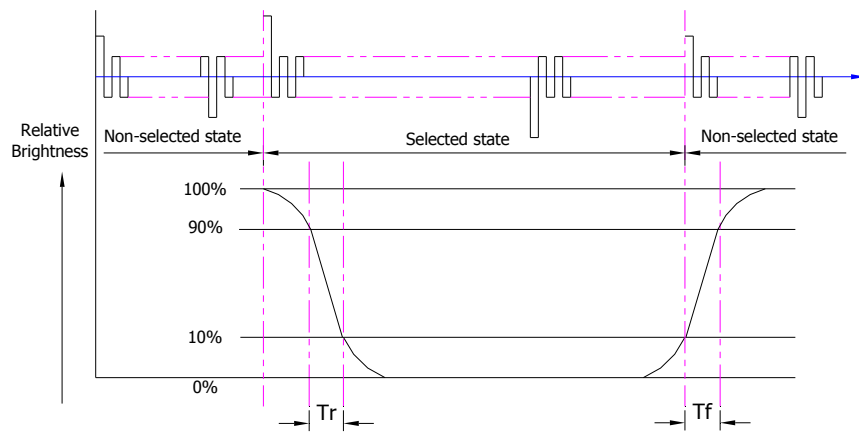 Relative
Brightness
Non-selected state
Selected state
Non-selected state
100%
90%
10%
0%
Tr
Tf